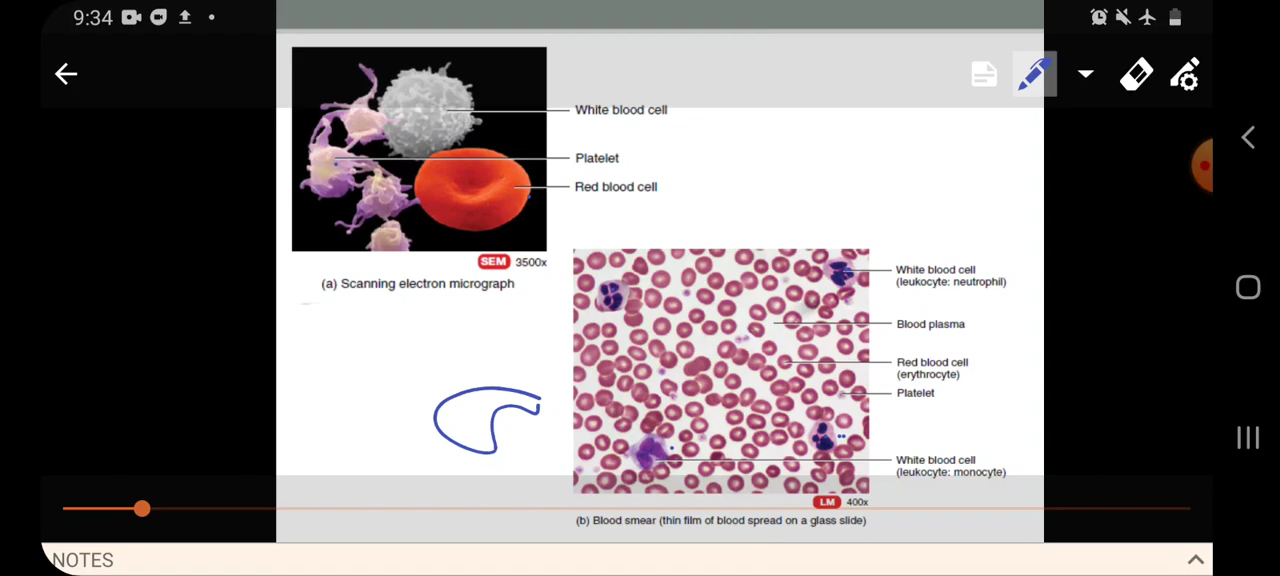 9:34
White blood cell
Platelet
Red blood cell
SEM 3500x
(a) Scanning electron micrograph
White blood cell
(leukocyte: neutrophil)
Blood plasma
Red blood cell
(erythrocyte)
Platelet
White blood cell
(leukocyte: monocyte)
LM 400x
(b) Blood smear (thin film of blood spread on a glass slide)
NOTES